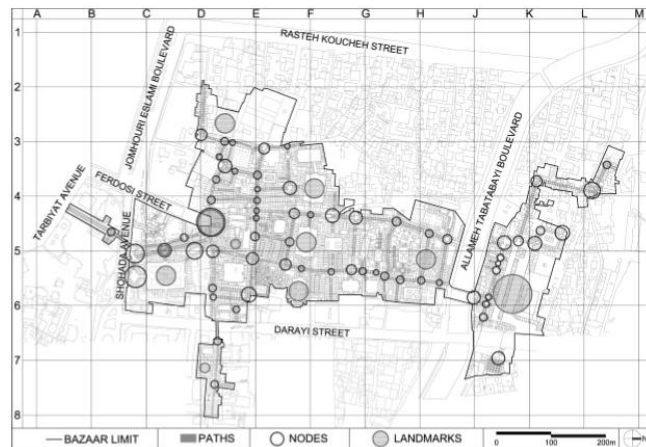 A B C D E F G H I J K L M
1
RASTEH KOUCHEH STREET
JOMHOURI ESLAMI BOULEVARD
2
3
ALLAMEH TABATABAYI BOULEVARD
FERDOSI STREET
TARBIYAT AVENUE
4
SHOHADA AVENUE
5
6
DARAYI STREET
7
8
BAZAAR LIMIT PATHS NODES LANDMARKS 0 100 200m N